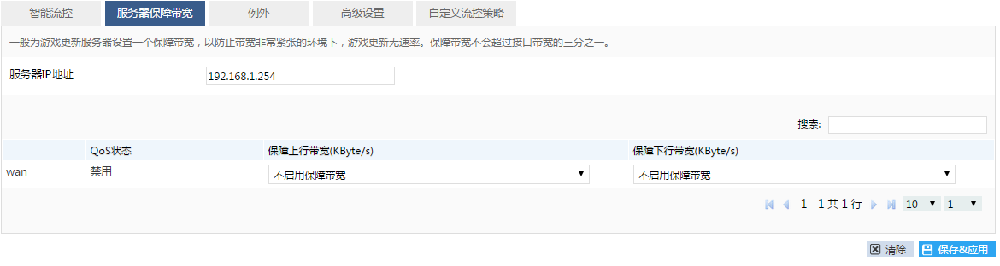 智能流控 服务器保障带宽 例外 高级设置 自定义流控策略
一般为游戏更新服务器设置一个保障带宽，以防止带宽非常紧张的环境下，游戏更新无速率。保障带宽不会超过接口带宽的三分之一。
服务器IP地址 192.168.1.254
搜索:
QoS状态 保障上行带宽(KByte/s) 保障下行带宽(KByte/s)
wan 禁用 不启用保障带宽 不启用保障带宽
1 - 1 共 1 行 10 1
清除 保存&应用